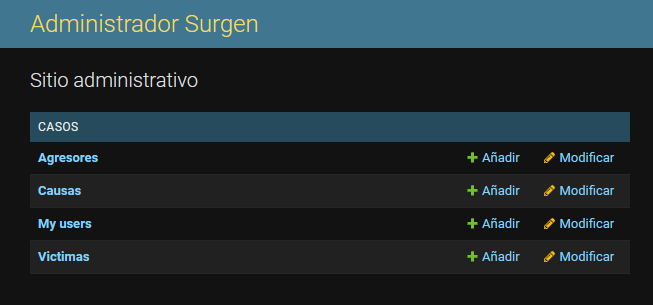 Administrador Surgen
Sitio administrativo
CASOS
Agresores Añadir Modificar
Causas Añadir Modificar
My users Añadir Modificar
Victimas Añadir Modificar